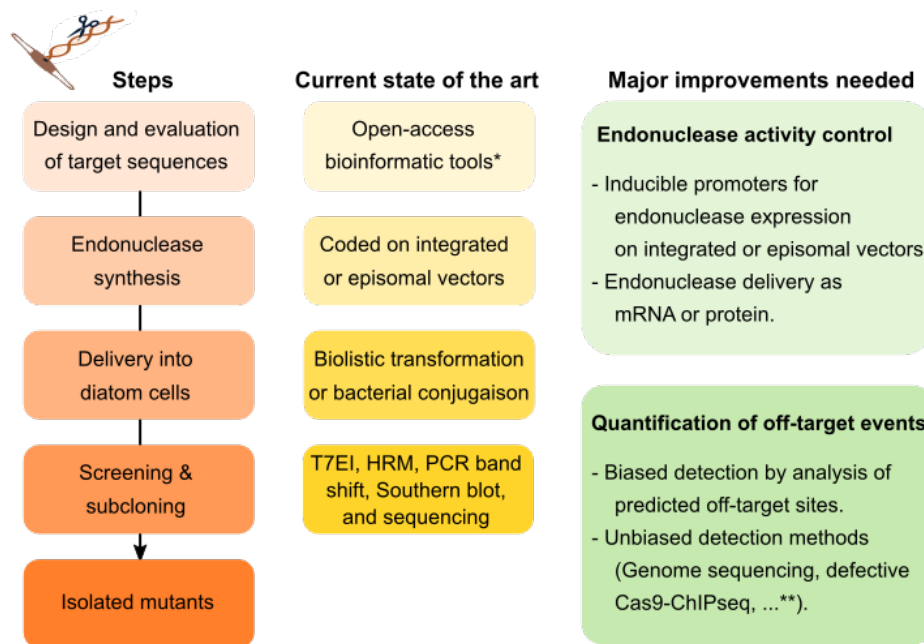 Steps
Design and evaluation
of target sequences
Endonuclease
synthesis
Delivery into
diatom cells
Screening &
subcloning
Isolated mutants
Current state of the art
Open-access
bioinformatic tools*
Coded on integrated
or episomal vectors
Biolistic transformation
or bacterial conjugaison
T7EI, HRM, PCR band
shift, Southern blot,
and sequencing
Major improvements needed
Endonuclease activity control
- Inducible promoters for
endonuclease expression
on integrated or episomal vectors
- Endonuclease delivery as
mRNA or protein.
Quantification of off-target events
- Biased detection by analysis of
predicted off-target sites.
- Unbiased detection methods
(Genome sequencing, defective
Cas9-ChIPseq, ...**).